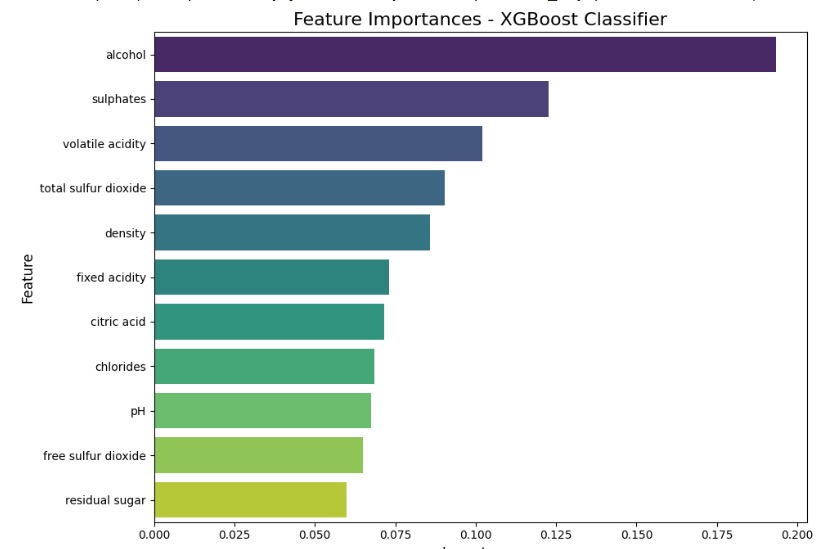 Feature Importances - XGBoost Classifier
alcohol
sulphates
volatile acidity
total sulfur dioxide
density
fixed acidity
citric acid
chlorides
pH
free sulfur dioxide
residual sugar
Feature
0.000 0.025 0.050 0.075 0.100 0.125 0.150 0.175 0.200